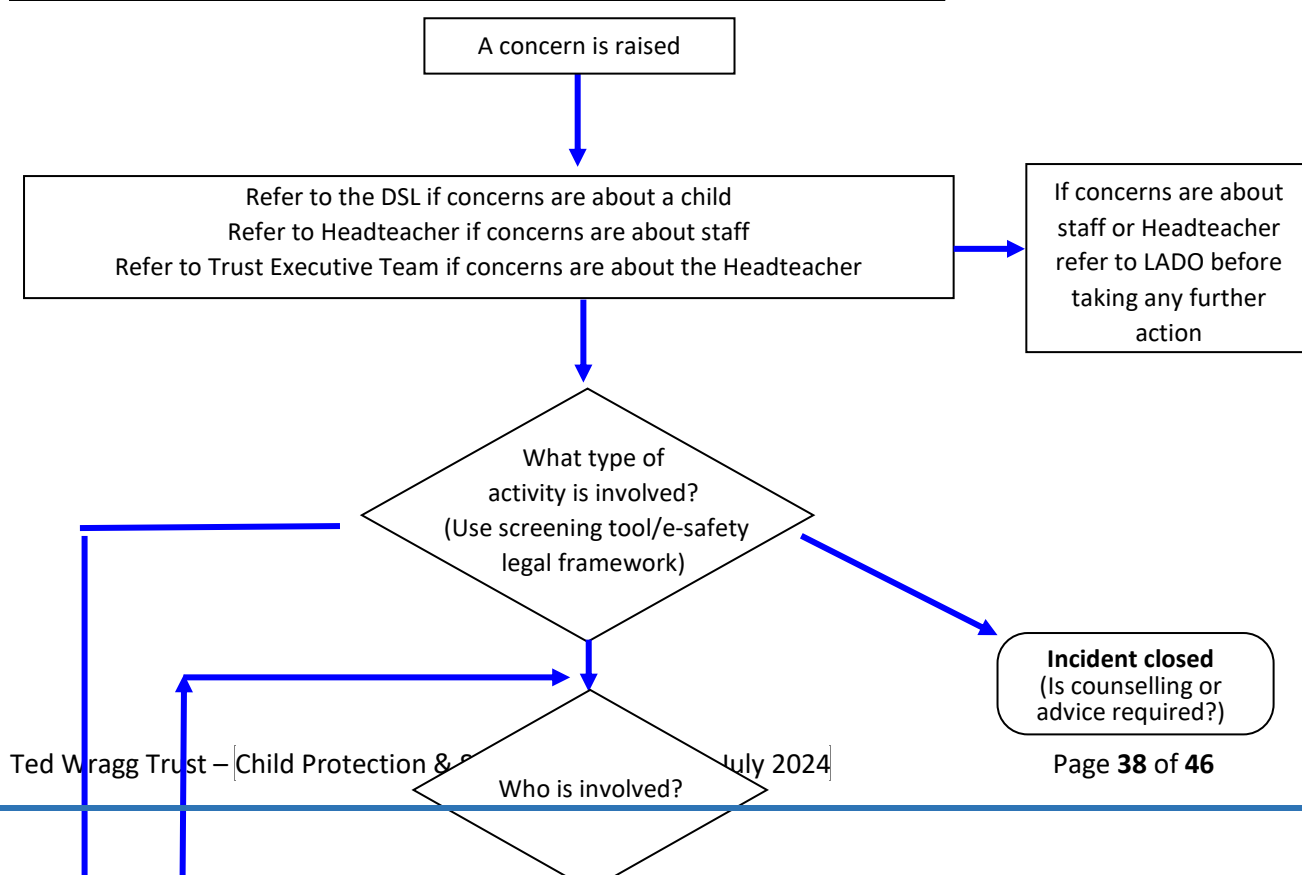 A concern is raised
Refer to the DSL if concerns are about a child
Refer to Headteacher if concerns are about staff
Refer to Trust Executive Team if concerns are about the Headteacher
If concerns are about
staff or Headteacher
refer to LADO before
taking any further
action
What type of
activity is involved?
(Use screening tool/e-safety
legal framework)
Incident closed
(Is counselling or
advice required?)
Ted Wragg Trust – Child Protection & July 2024
Page 38 of 46
Who is involved?